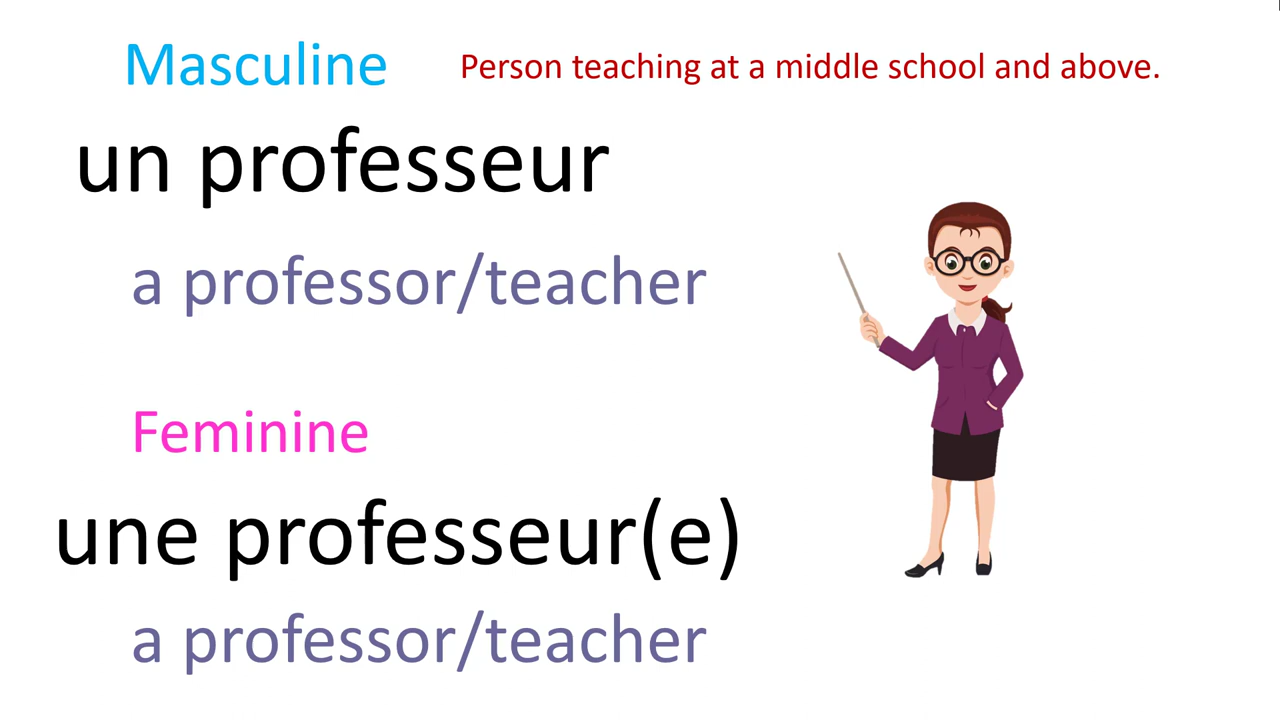 Masculine
Person teaching at a middle school and above.
un professeur
a professor/teacher
Feminine
une professeur(e)
a professor/teacher